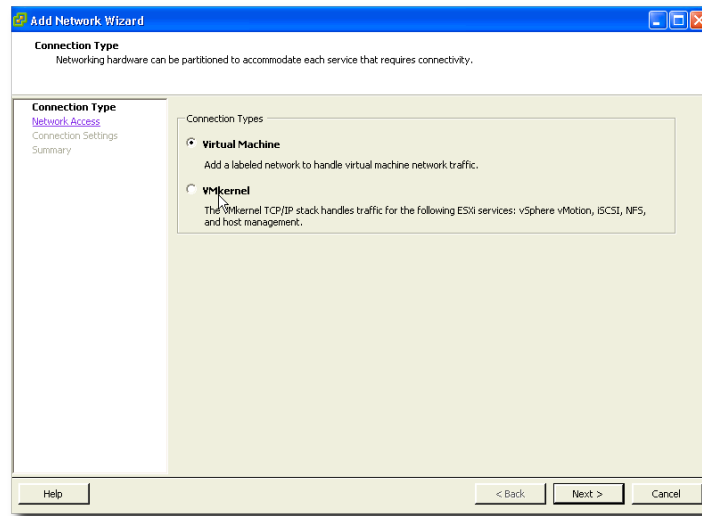 Add Network Wizard
Connection Type
Networking hardware can be partitioned to accommodate each service that requires connectivity.
Connection Type
Network Access
Connection Settings
Summary
Connection Types
Virtual Machine
Add a labeled network to handle virtual machine network traffic.
VMkernel
The VMkernel TCP/IP stack handles traffic for the following ESXi services: vSphere vMotion, iSCSI, NFS,
and host management.
Help
< Back
Next >
Cancel